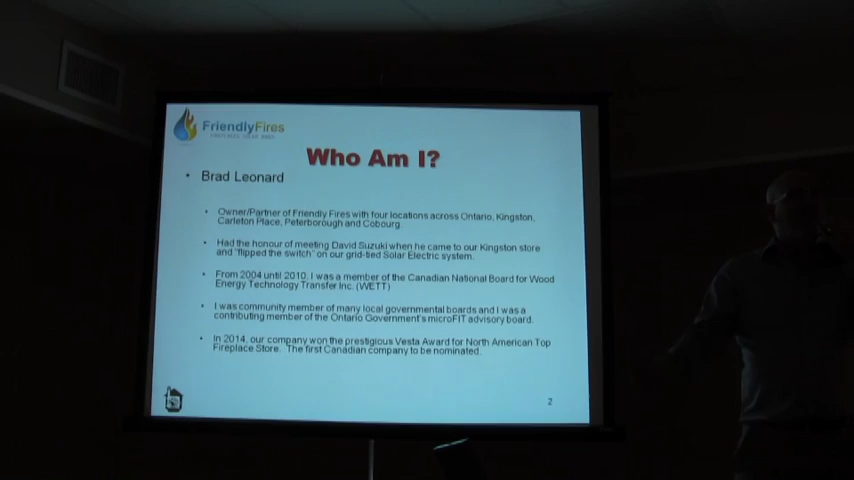 FriendlyFires
Who Am I?
• Brad Leonard
• Owner/Partner of Friendly Fires with four locations across Ontario, Kingston,
Carleton Place, Peterborough and Cobourg.
• Had the honour of meeting David Suzuki when he came to our Kingston store
and "flipped the switch" on our grid-tied Solar Electric system.
• From 2004 until 2010, I was a member of the Canadian National Board for Wood
Energy Technology Transfer Inc. (WETT)
• I was community member of many local governmental boards and I was a
contributing member of the Ontario Government's microFIT advisory board.
• In 2014, our company won the prestigious Vesta Award for North American Top
Fireplace Store. The first Canadian company to be nominated.
2